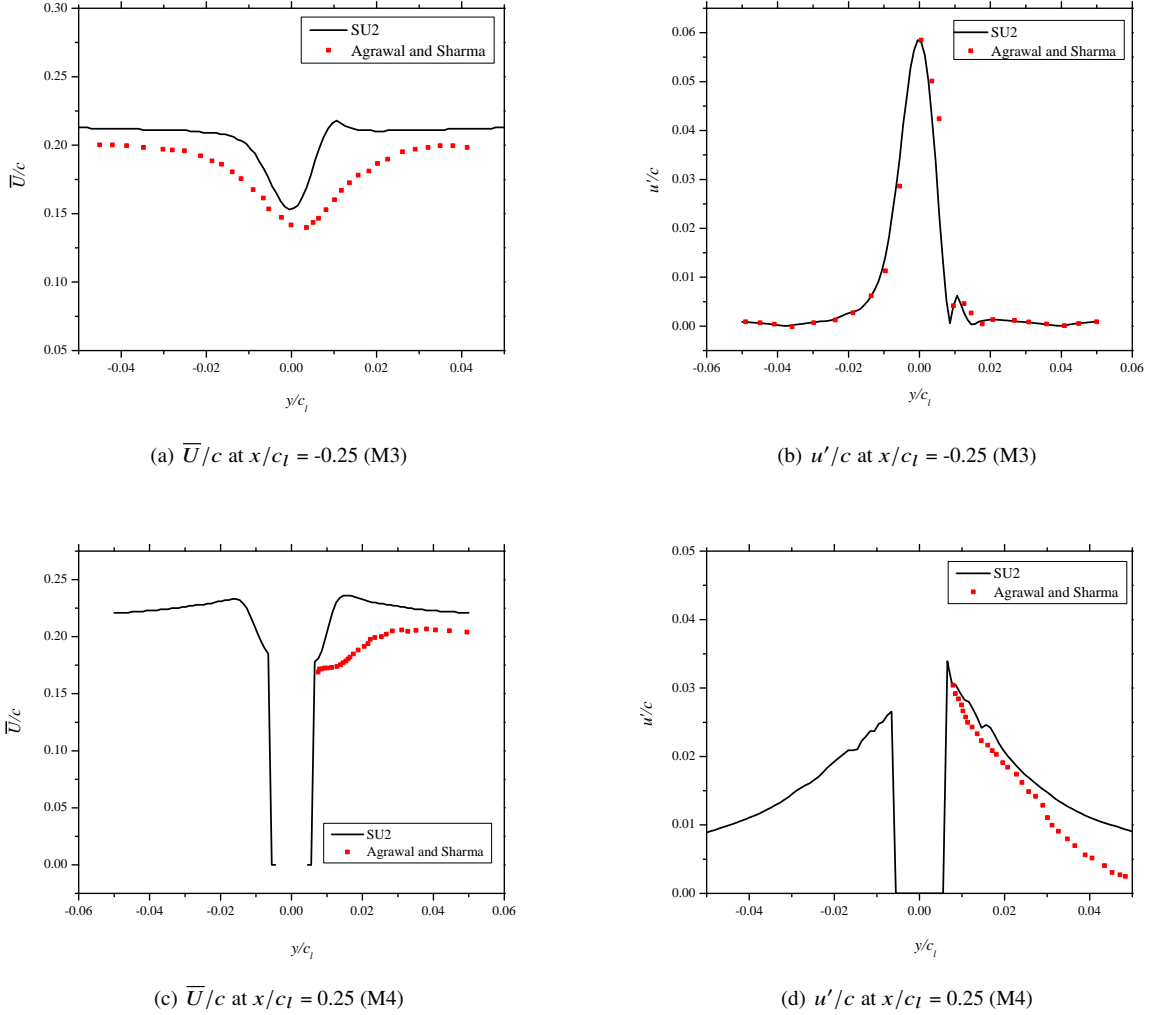 0.30
0.25
0.20
0.15
0.10
0.05
-0.04 -0.02 0.00 0.02 0.04
U̅/c
y/c_l
SU2
Agrawal and Sharma
(a) U̅/c at x/c_l = -0.25 (M3)
0.06
0.05
0.04
0.03
0.02
0.01
0.00
-0.06 -0.04 -0.02 0.00 0.02 0.04 0.06
u'/c
y/c_l
SU2
Agrawal and Sharma
(b) u'/c at x/c_l = -0.25 (M3)
0.25
0.20
0.15
0.10
0.05
0.00
-0.06 -0.04 -0.02 0.00 0.02 0.04 0.06
U̅/c
y/c_l
SU2
Agrawal and Sharma
(c) U̅/c at x/c_l = 0.25 (M4)
0.05
0.04
0.03
0.02
0.01
0.00
-0.04 -0.02 0.00 0.02 0.04
u'/c
y/c_l
SU2
Agrawal and Sharma
(d) u'/c at x/c_l = 0.25 (M4)